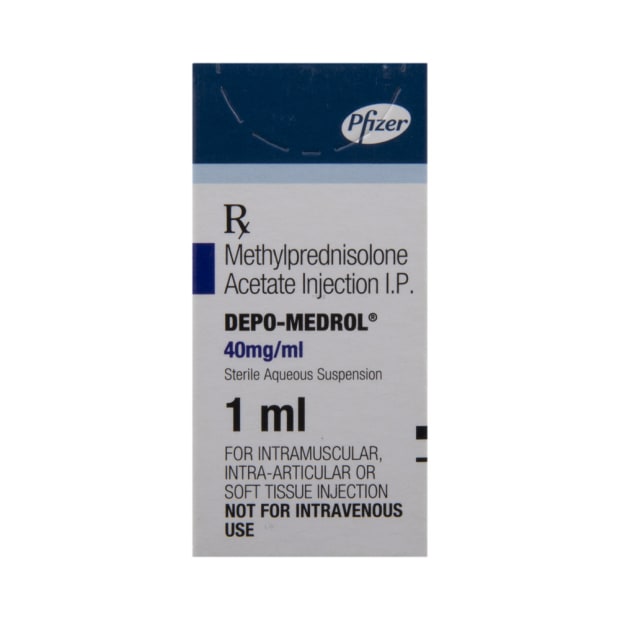 Pfizer
Rx
Methylprednisolone
Acetate Injection I.P.
DEPO-MEDROL®
40mg/ml
Sterile Aqueous Suspension
1 ml
FOR INTRAMUSCULAR,
INTRA-ARTICULAR OR
SOFT TISSUE INJECTION
NOT FOR INTRAVENOUS
USE